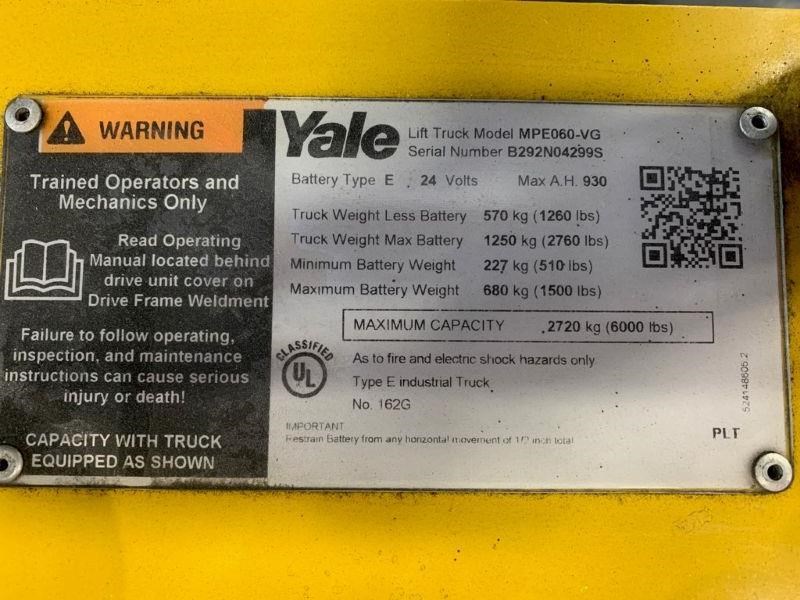 WARNING
Trained Operators and
Mechanics Only
Read Operating
Manual located behind
drive unit cover on
Drive Frame Weldment
Failure to follow operating,
inspection, and maintenance
instructions can cause serious
injury or death!
CAPACITY WITH TRUCK
EQUIPPED AS SHOWN
Yale
Lift Truck Model MPE060-VG
Serial Number B292N04299S
Battery Type E . 24 Volts Max A.H. 930
Truck Weight Less Battery 570 kg (1260 lbs)
Truck Weight Max Battery 1250 kg (2760 lbs)
Minimum Battery Weight 227 kg (510 lbs)
Maximum Battery Weight 680 kg (1500 lbs)
MAXIMUM CAPACITY 2720 kg (6000 lbs)
CLASSIFIED
UL
As to fire and electric shock hazards only
Type E industrial Truck
No. 162G
IMPORTANT
Restrain Battery from any horizontal movement of 1/2 inch total
524148605.2
PLT